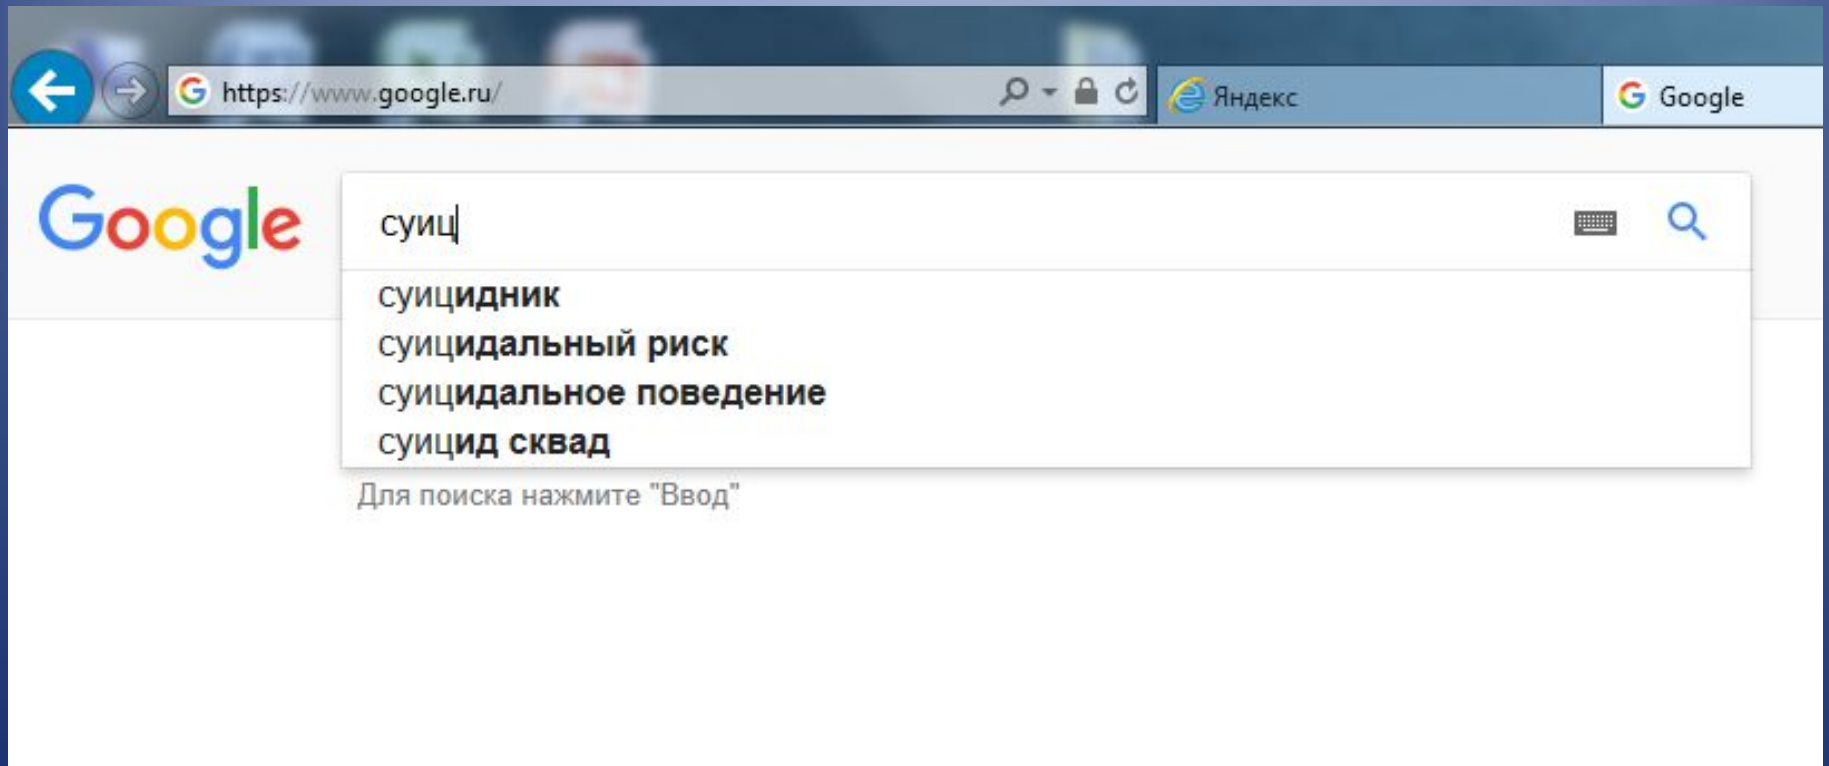 https://www.google.ru/
Яндекс
Google
Google
суиц
суицидник
суицидальный риск
суицидальное поведение
суицид сквад
Для поиска нажмите "Ввод"